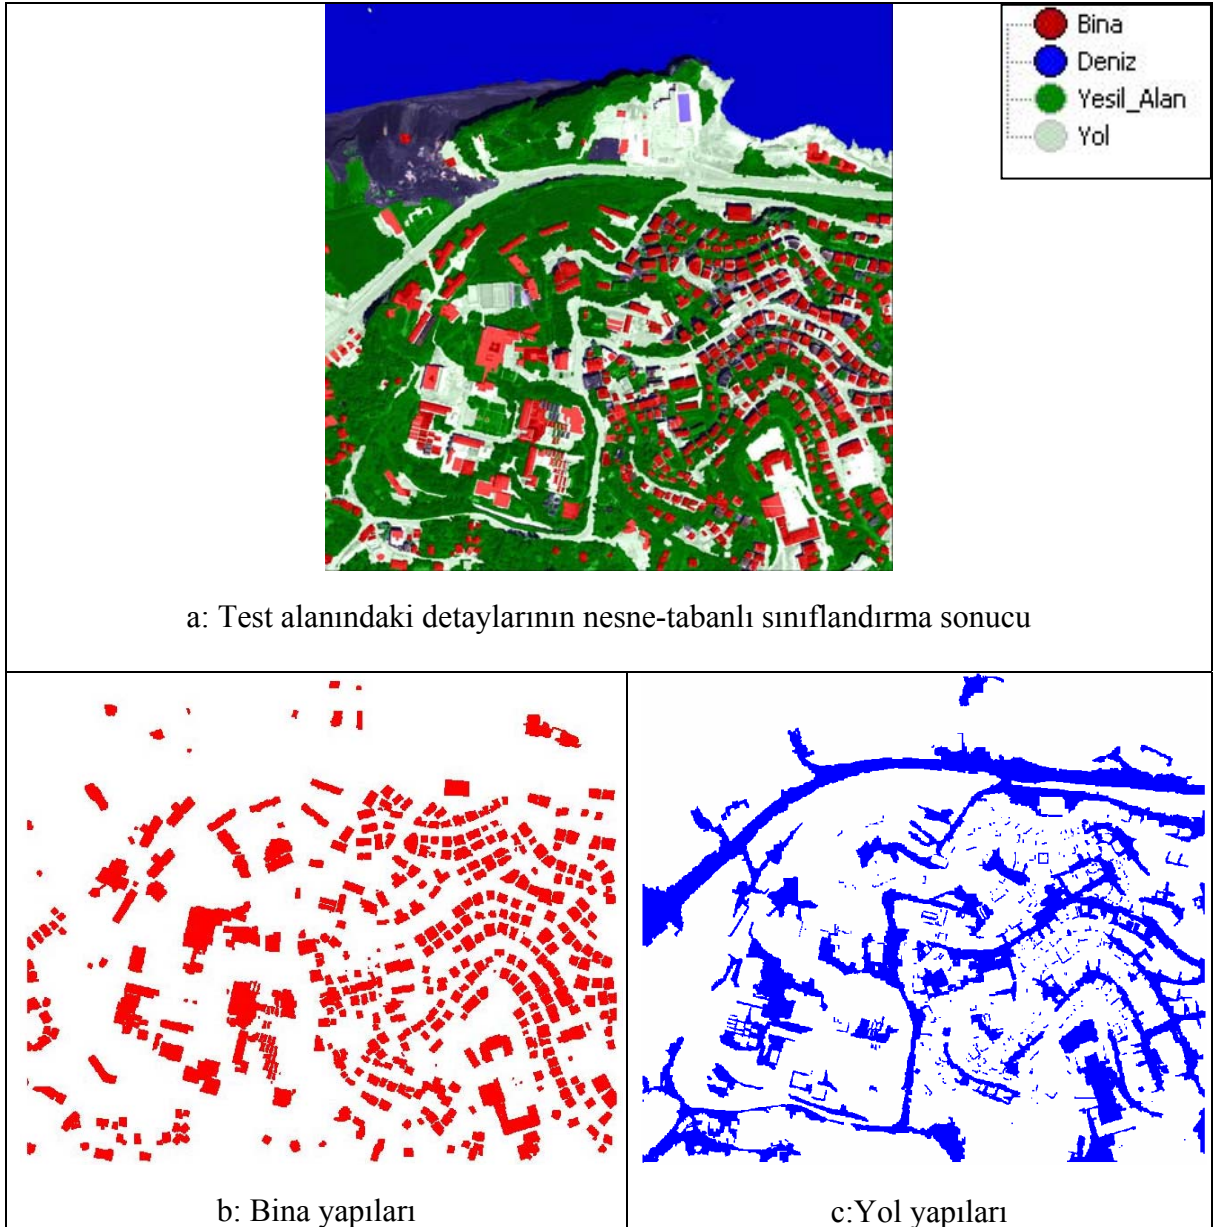 Bina
Deniz
Yesil_Alan
Yol
a: Test alanındaki detaylarının nesne-tabanlı sınıflandırma sonucu
b: Bina yapıları
c:Yol yapıları